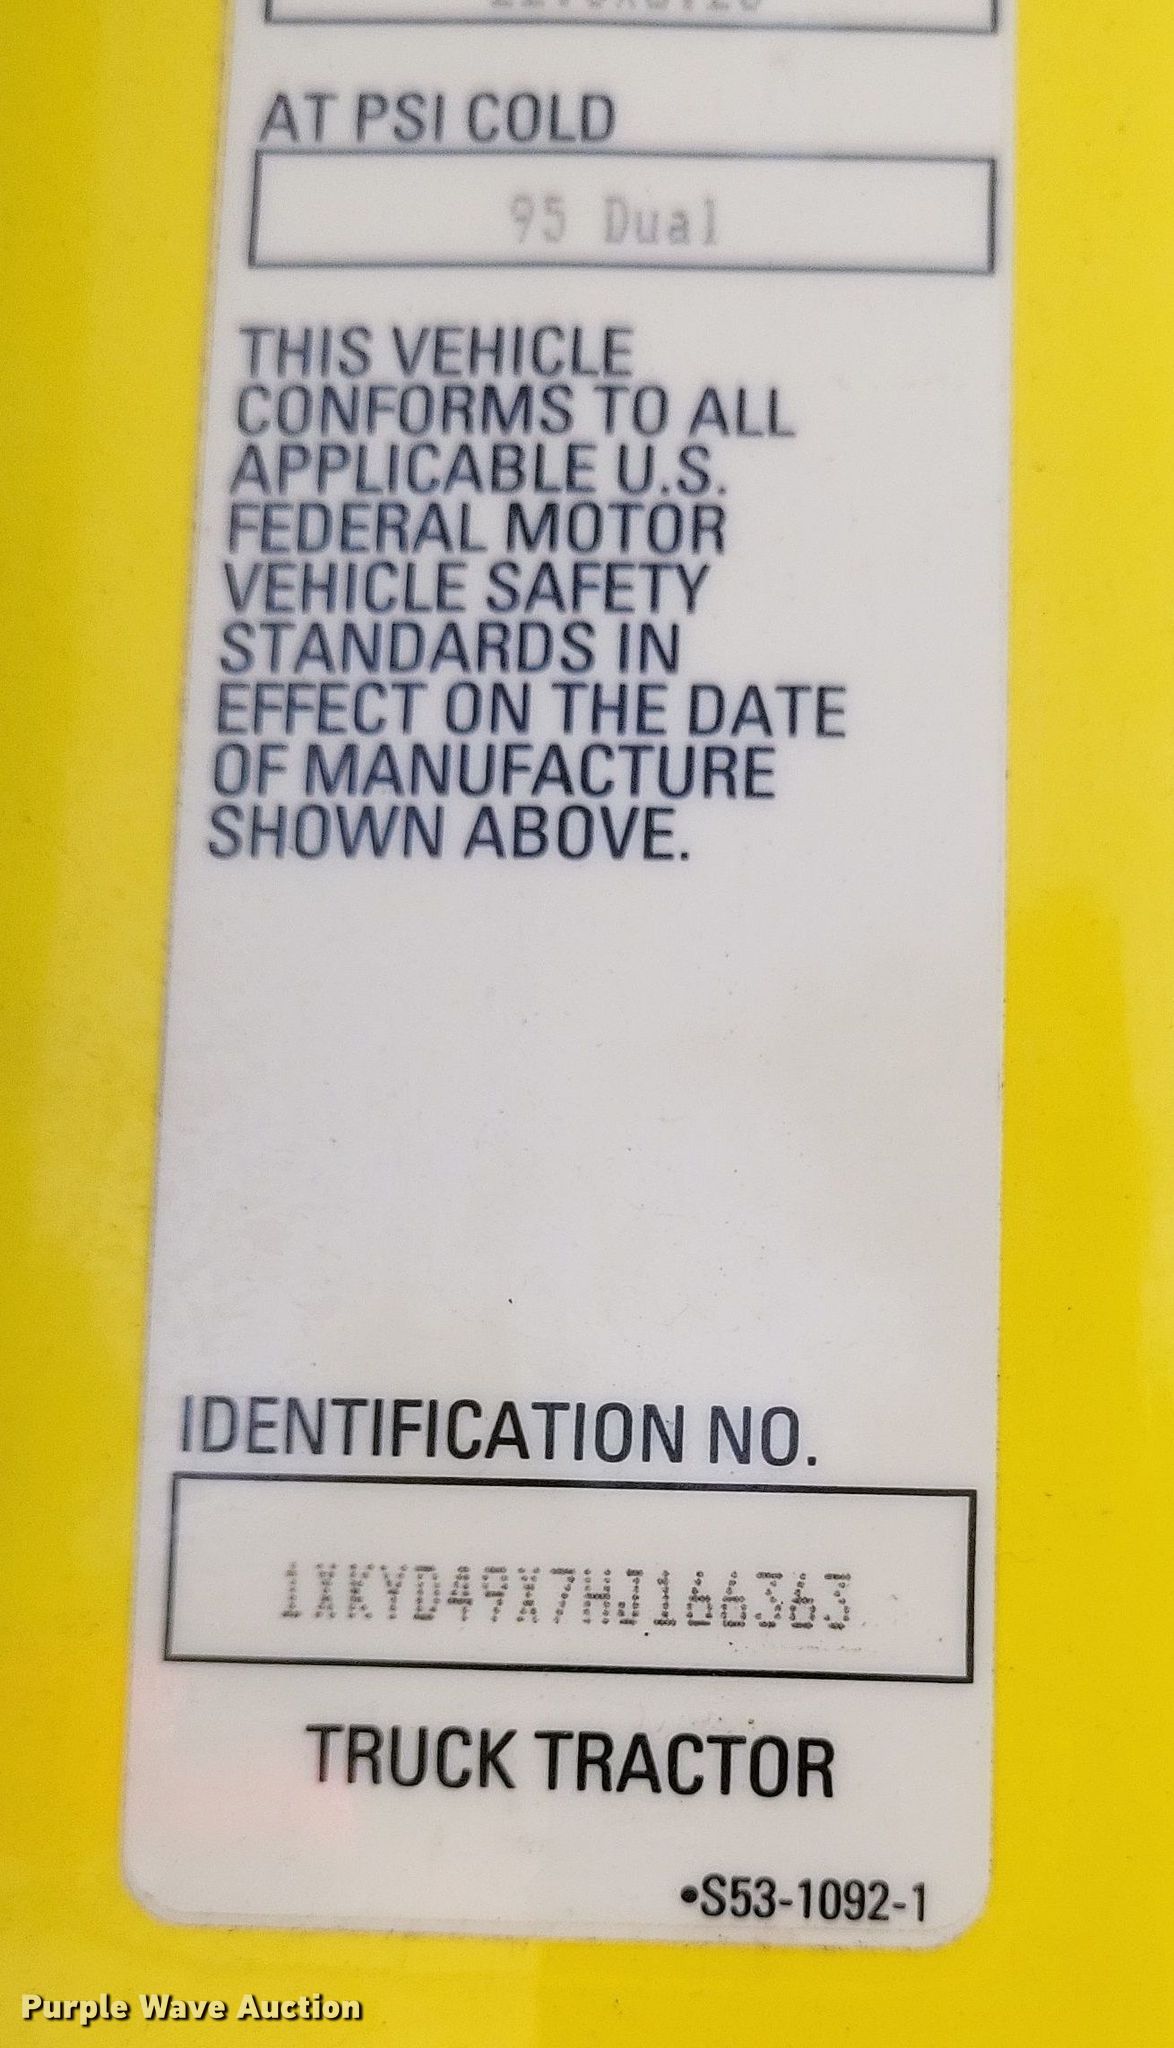 AT PSI COLD
95 Dual
THIS VEHICLE
CONFORMS TO ALL
APPLICABLE U.S.
FEDERAL MOTOR
VEHICLE SAFETY
STANDARDS IN
EFFECT ON THE DATE
OF MANUFACTURE
SHOWN ABOVE.
IDENTIFICATION NO.
1XKYD49X7HJ166363
TRUCK TRACTOR
•S53-1092-1
Purple Wave Auction